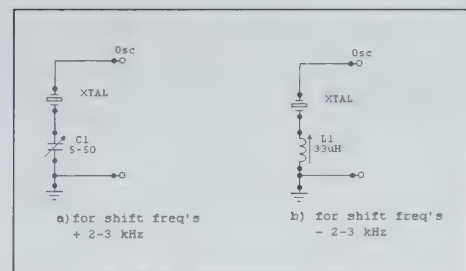 Osc
XTAL
C1
5-50
a) for shift freq's
+ 2-3 kHz
Osc
XTAL
L1
33uH
b) for shift freq's
- 2-3 kHz